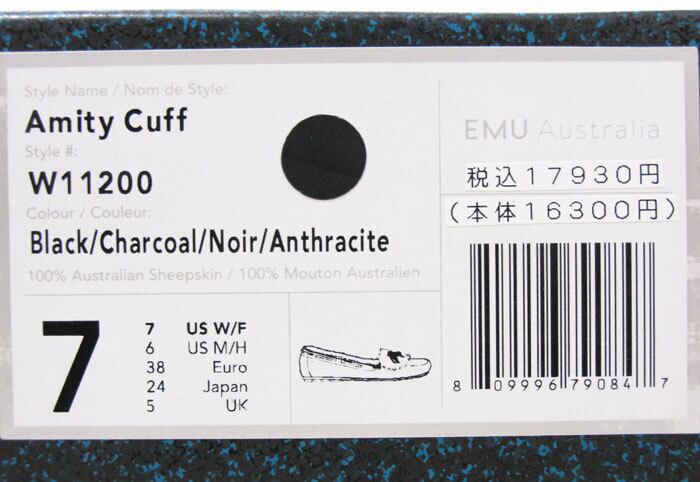 Style Name / Nom de Style:
Amity Cuff
Style #:
W11200
Colour / Couleur:
Black/Charcoal/Noir/Anthracite
100% Australian Sheepskin / 100% Mouton Australien
7
7 US W/F
6 US M/H
38 Euro
24 Japan
5 UK
EMU Australia
税込17930円
(本体16300円)
8 09996 79084 7